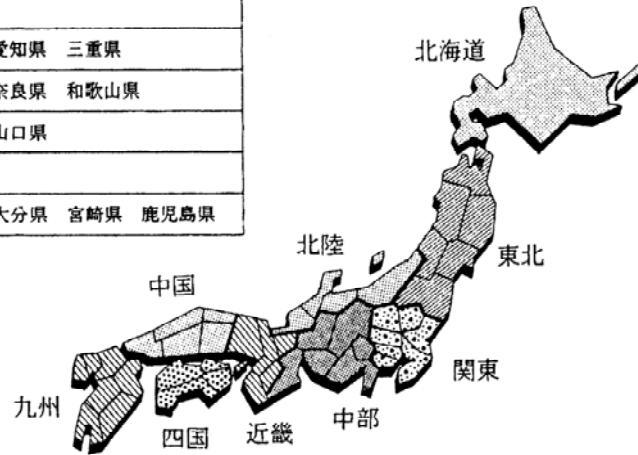 愛知県 三重県
奈良県 和歌山県
山口県
大分県 宮崎県 鹿児島県
北海道
東北
北陸
中国
関東
九州
四国
近畿
中部